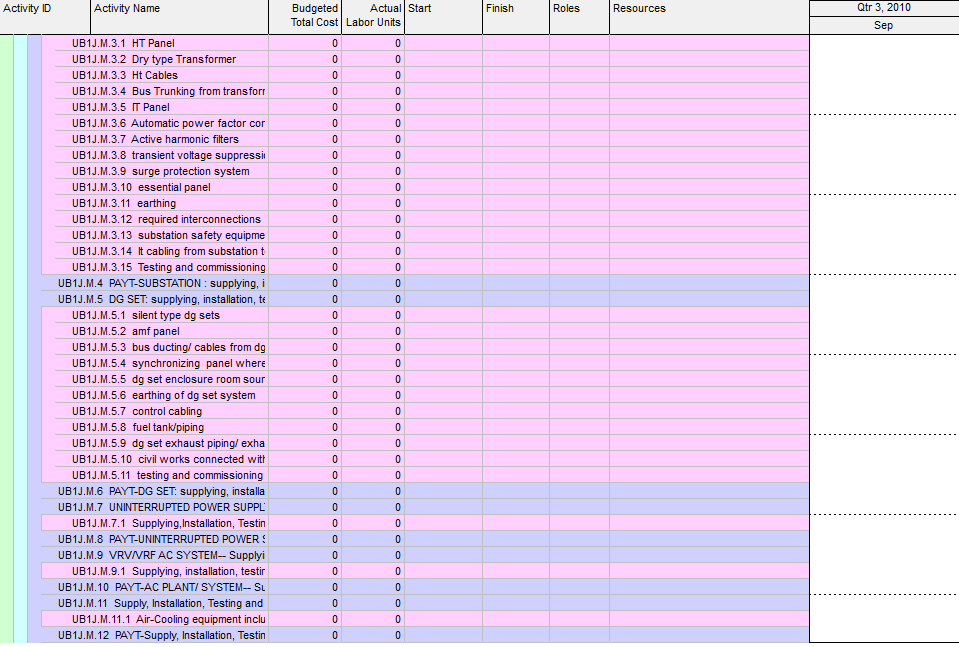 Activity ID Activity Name Budgeted Total Cost Actual Labor Units Start Finish Roles Resources Qtr 3, 2010
Sep
UB1J.M.3.1 HT Panel 0 0
UB1J.M.3.2 Dry type Transformer 0 0
UB1J.M.3.3 Ht Cables 0 0
UB1J.M.3.4 Bus Trunking from transforr 0 0
UB1J.M.3.5 IT Panel 0 0
UB1J.M.3.6 Automatic power factor cor 0 0
UB1J.M.3.7 Active harmonic filters 0 0
UB1J.M.3.8 transient voltage suppressi 0 0
UB1J.M.3.9 surge protection system 0 0
UB1J.M.3.10 essential panel 0 0
UB1J.M.3.11 earthing 0 0
UB1J.M.3.12 required interconnections 0 0
UB1J.M.3.13 substation safety equipme 0 0
UB1J.M.3.14 lt cabling from substation t 0 0
UB1J.M.3.15 Testing and commissioning 0 0
UB1J.M.4 PAYT-SUBSTATION : supplying, i 0 0
UB1J.M.5 DG SET: supplying, installation, te 0 0
UB1J.M.5.1 silent type dg sets 0 0
UB1J.M.5.2 amf panel 0 0
UB1J.M.5.3 bus ducting/ cables from dg 0 0
UB1J.M.5.4 synchronizing panel where 0 0
UB1J.M.5.5 dg set enclosure room sour 0 0
UB1J.M.5.6 earthing of dg set system 0 0
UB1J.M.5.7 control cabling 0 0
UB1J.M.5.8 fuel tank/piping 0 0
UB1J.M.5.9 dg set exhaust piping/ exha 0 0
UB1J.M.5.10 civil works connected with 0 0
UB1J.M.5.11 testing and commissioning 0 0
UB1J.M.6 PAYT-DG SET: supplying, installa 0 0
UB1J.M.7 UNINTERRUPTED POWER SUPPL 0 0
UB1J.M.7.1 Supplying,Installation, Testin 0 0
UB1J.M.8 PAYT-UNINTERRUPTED POWER S 0 0
UB1J.M.9 VRV/VRF AC SYSTEM-- Supplyi 0 0
UB1J.M.9.1 Supplying, installation, testin 0 0
UB1J.M.10 PAYT-AC PLANT/ SYSTEM-- Su 0 0
UB1J.M.11 Supply, Installation, Testing and 0 0
UB1J.M.11.1 Air-Cooling equipment inclu 0 0
UB1J.M.12 PAYT-Supply, Installation, Testin 0 0